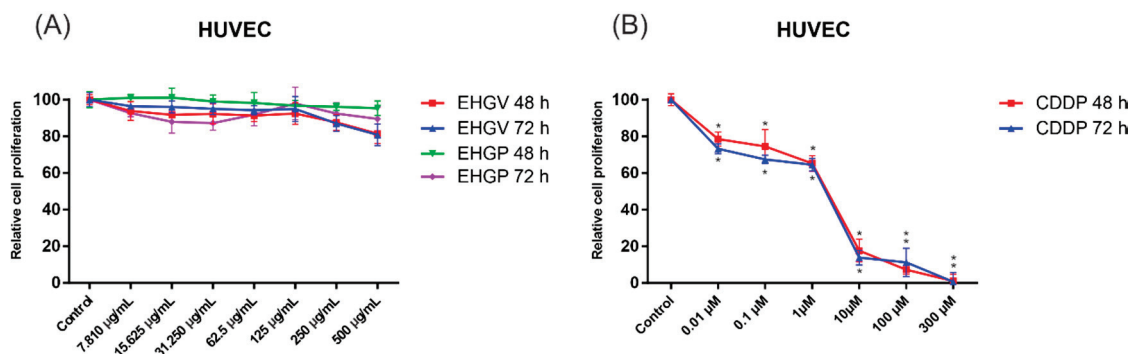 (A)
HUVEC
Relative cell proliferation
100
80
60
40
20
0
Control
7.810 µg/mL
15.625 µg/mL
31.250 µg/mL
62.5 µg/mL
125 µg/mL
250 µg/mL
500 µg/mL
EHGV 48 h
EHGV 72 h
EHGP 48 h
EHGP 72 h
(B)
HUVEC
Relative cell proliferation
100
80
60
40
20
0
* * * * * * * * * * * *
Control
0.01 µM
0.1 µM
1µM
10µM
100 µM
300 µM
CDDP 48 h
CDDP 72 h